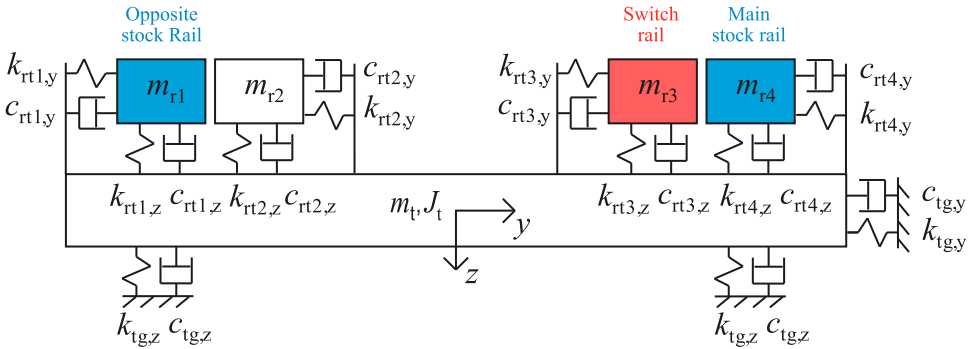 Opposite
stock Rail
Switch
rail
Main
stock rail
k_rt1,y
m_r1
m_r2
c_rt2,y
k_rt3,y
m_r3
m_r4
c_rt4,y
c_rt1,y
k_rt2,y
c_rt3,y
k_rt4,y
k_rt1,z c_rt1,z k_rt2,z c_rt2,z
m_t, J_t
k_rt3,z c_rt3,z k_rt4,z c_rt4,z
c_tg,y
y
k_tg,y
z
k_tg,z c_tg,z
k_tg,z c_tg,z